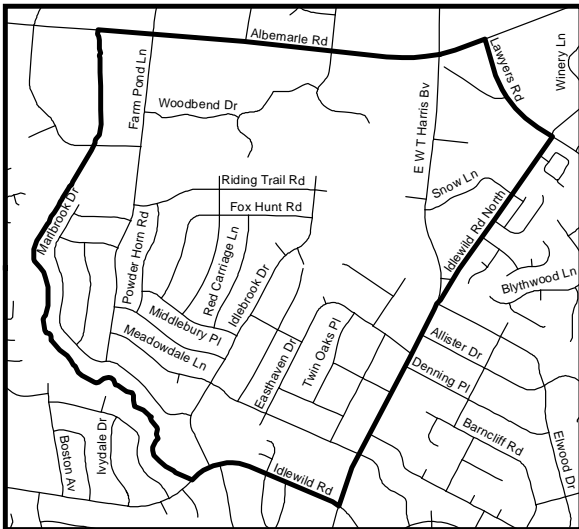 Albemarle Rd
Lawyers Rd
Winery Ln
Farm Pond Ln
Woodbend Dr
E W T Harris Bv
Riding Trail Rd
Snow Ln
Fox Hunt Rd
Marlbrook Dr
Powder Horn Rd
Red Carriage Ln
Idlebrook Dr
Idlewild Rd North
Blythwood Ln
Middlebury Pl
Meadowdale Ln
Easthaven Dr
Twin Oaks Pl
Allister Dr
Denning Pl
Barncliff Rd
Boston Av
Ivydale Dr
Idlewild Rd
Elwood Dr